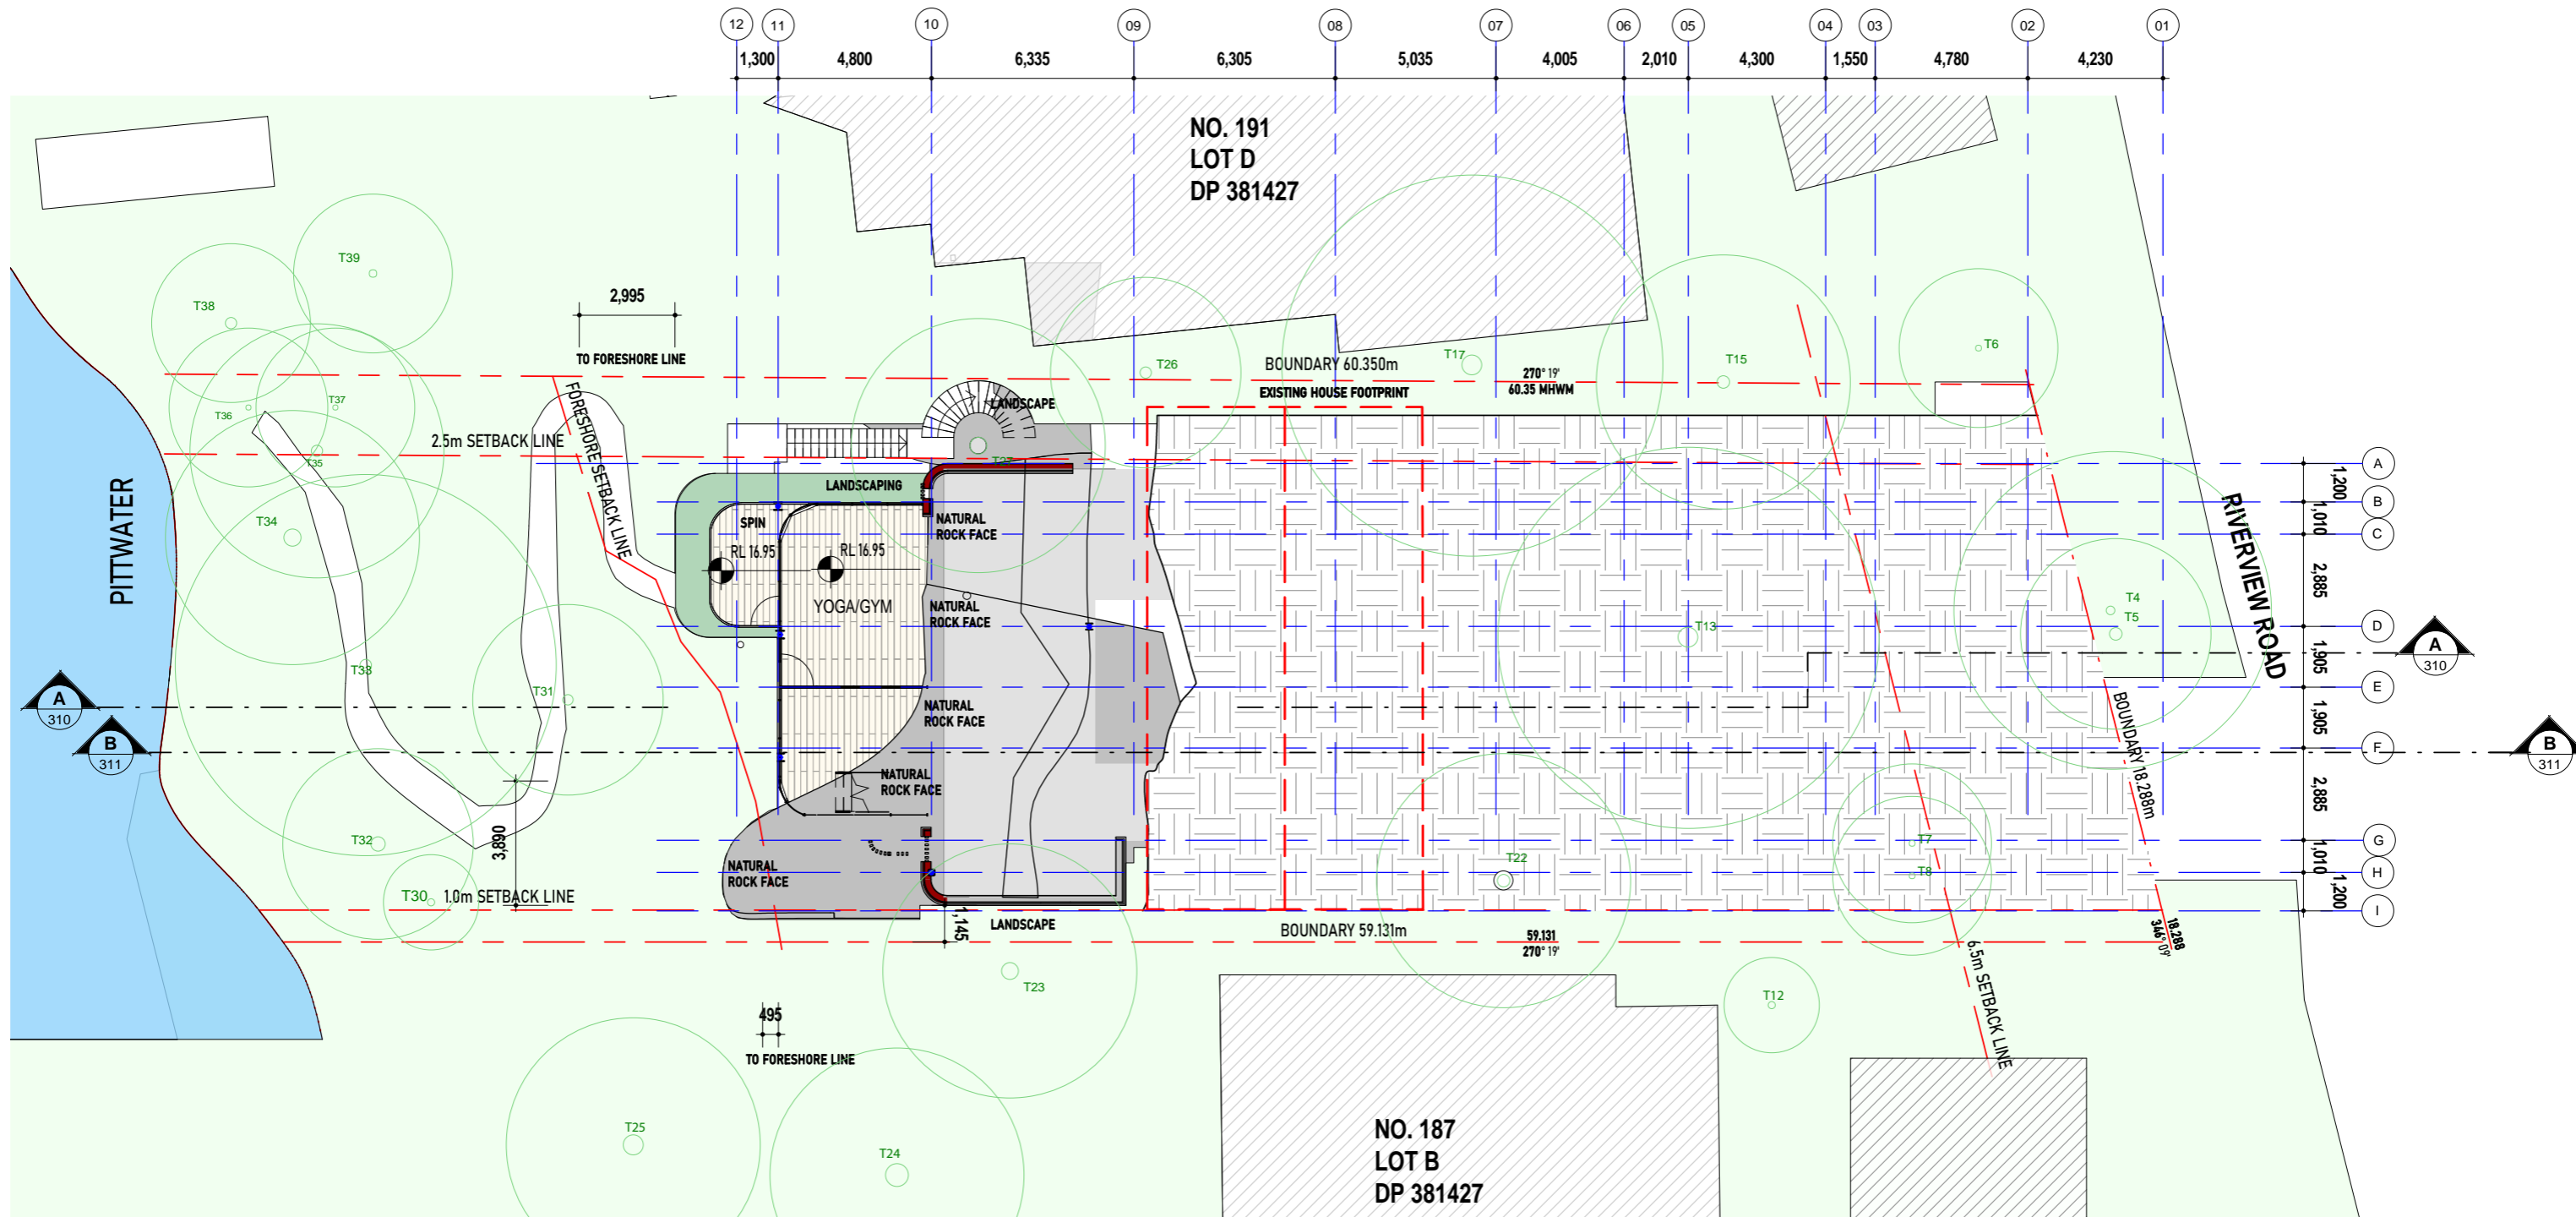 12
11
10
09
08
07
06
05
04
03
02
01
1,300
4,800
6,335
6,305
5,035
4,005
2,010
4,300
1,550
4,780
4,230
NO. 191
LOT D
DP 381427
T39
T38
2,995
TO FORESHORE LINE
T26
T17
T15
T6
BOUNDARY 60.350m
EXISTING HOUSE FOOTPRINT
270° 19'
60.35 MHWM
T36
T37
T35
2.5m SETBACK LINE
FORESHORE SETBACK LINE
LANDSCAPE
LANDSCAPING
SPIN
RL 16.95
RL 16.95
YOGA/GYM
NATURAL
ROCK FACE
NATURAL
ROCK FACE
NATURAL
ROCK FACE
NATURAL
ROCK FACE
NATURAL
ROCK FACE
PITTWATER
T34
T33
T31
T32
T30
1.0m SETBACK LINE
3,890
A
310
B
311
T13
T4
T5
T7
T8
T22
RIVERVIEW ROAD
BOUNDARY 18.288m
18.288
346° 09'
6.5m SETBACK LINE
A
B
C
D
E
F
G
H
I
1,200
1,010
2,885
1,905
1,905
2,885
1,010
1,200
A
310
B
311
1,145
LANDSCAPE
BOUNDARY 59.131m
59.131
270° 19'
T23
T12
495
TO FORESHORE LINE
T25
T24
NO. 187
LOT B
DP 381427